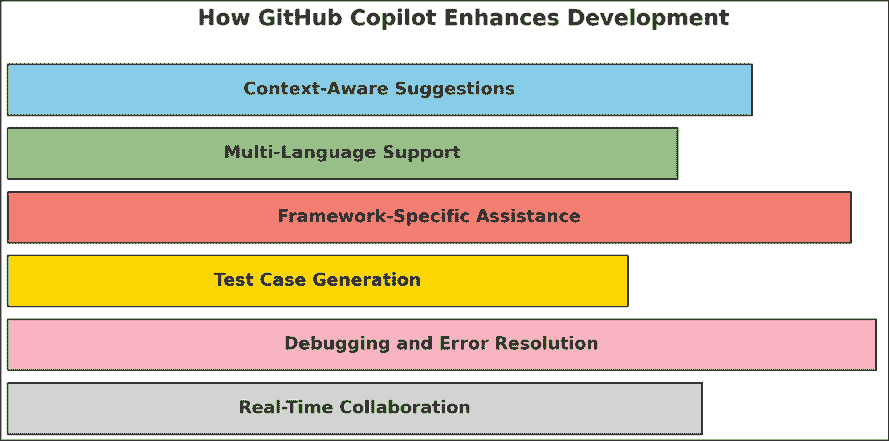 How GitHub Copilot Enhances Development
Context-Aware Suggestions
Multi-Language Support
Framework-Specific Assistance
Test Case Generation
Debugging and Error Resolution
Real-Time Collaboration